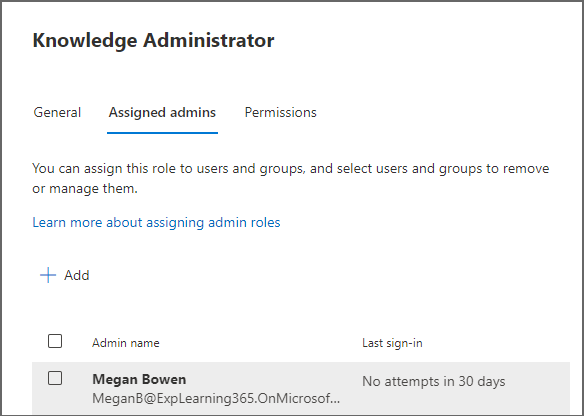 Knowledge Administrator
General Assigned admins Permissions
You can assign this role to users and groups, and select users and groups to remove
or manage them.
Learn more about assigning admin roles
+ Add
Admin name Last sign-in
Megan Bowen No attempts in 30 days
MeganB@ExpLearning365.OnMicrosof...